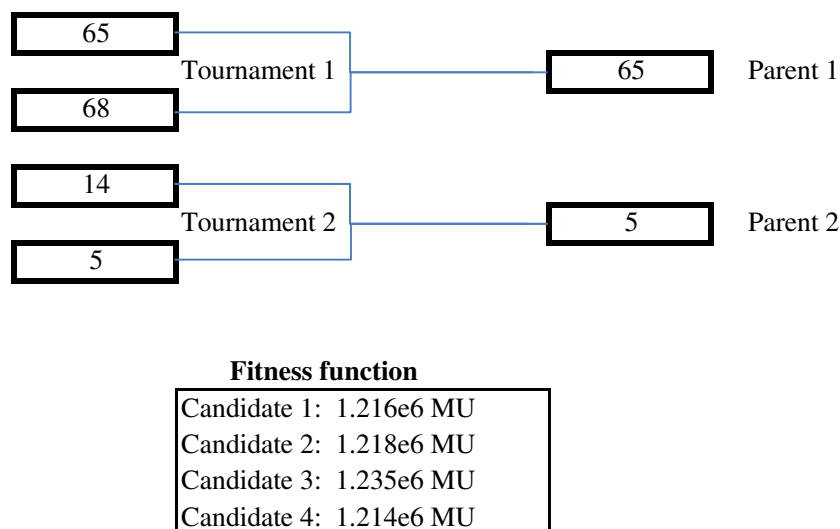 65
Tournament 1
65
Parent 1
68
14
Tournament 2
5
Parent 2
5
Fitness function
Candidate 1: 1.216e6 MU
Candidate 2: 1.218e6 MU
Candidate 3: 1.235e6 MU
Candidate 4: 1.214e6 MU